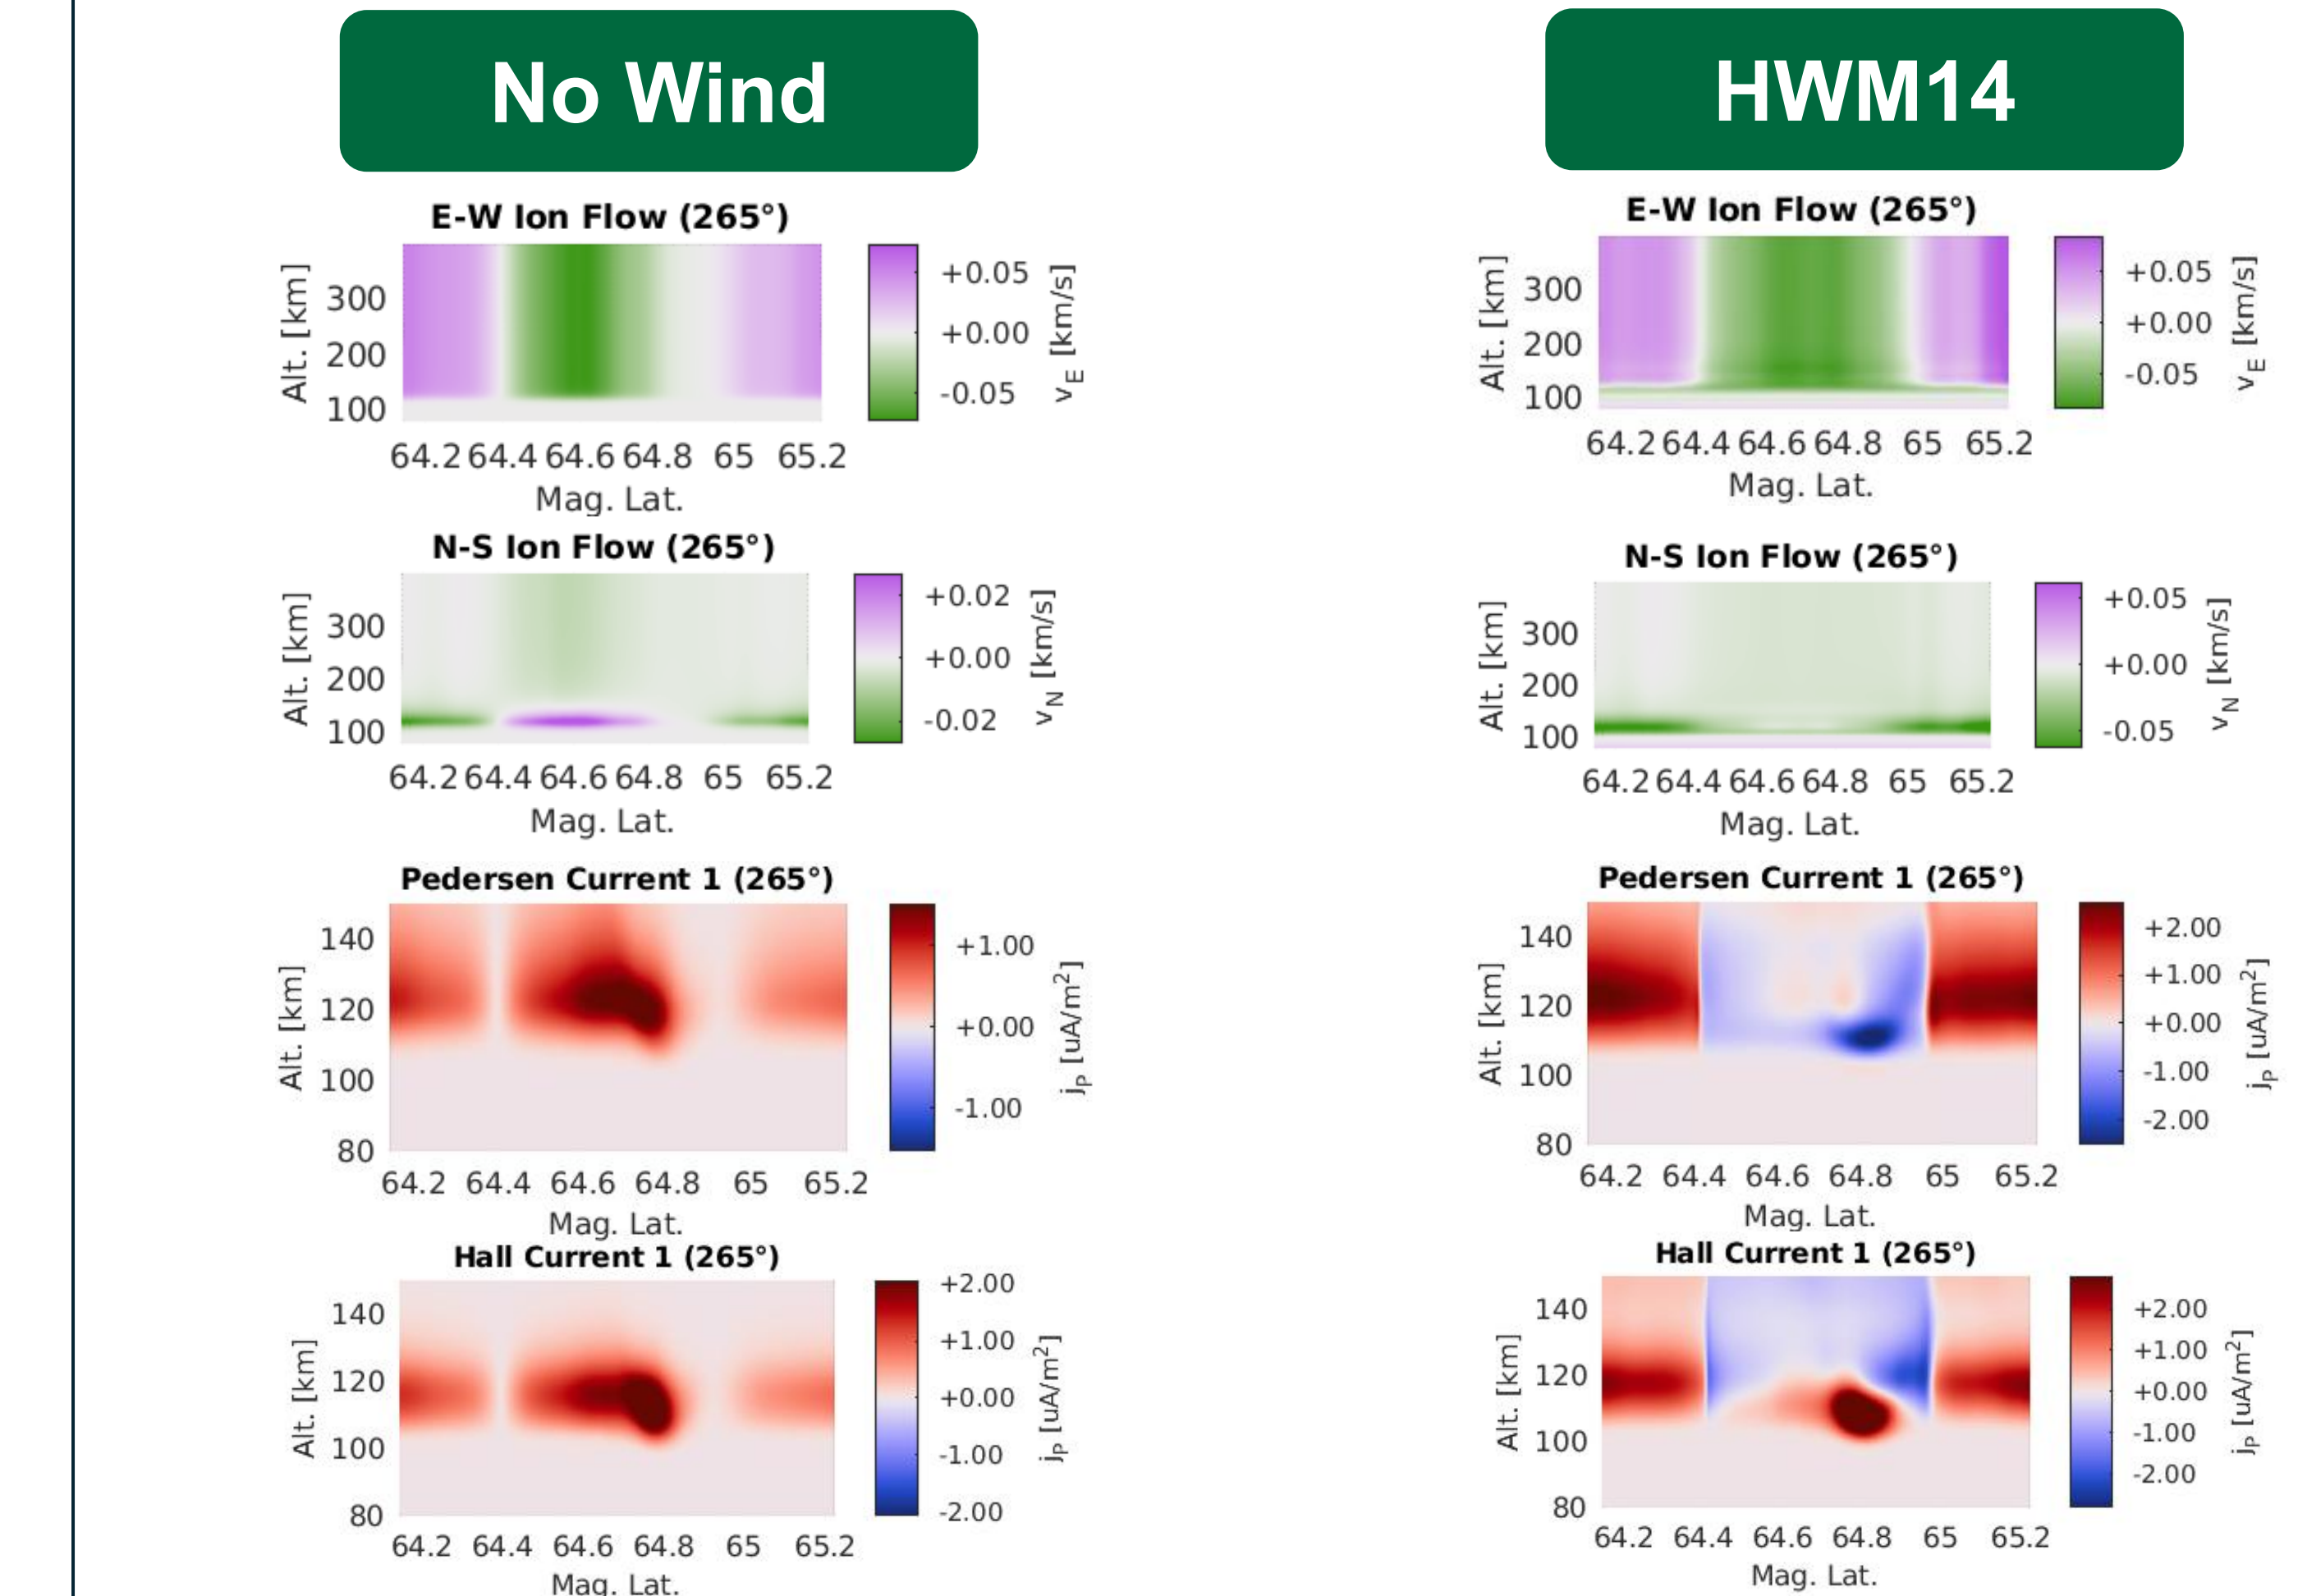 No Wind
E-W Ion Flow (265°)
Alt. [km]
300
200
100
64.2 64.4 64.6 64.8 65 65.2
Mag. Lat.
+0.05
+0.00
-0.05
vE [km/s]
N-S Ion Flow (265°)
Alt. [km]
300
200
100
64.2 64.4 64.6 64.8 65 65.2
Mag. Lat.
+0.02
+0.00
-0.02
vN [km/s]
Pedersen Current 1 (265°)
Alt. [km]
140
120
100
80
64.2 64.4 64.6 64.8 65 65.2
Mag. Lat.
+1.00
+0.00
-1.00
jP [uA/m2]
Hall Current 1 (265°)
Alt. [km]
140
120
100
80
64.2 64.4 64.6 64.8 65 65.2
Mag. Lat.
+2.00
+1.00
+0.00
-1.00
-2.00
jP [uA/m2]
HWM14
E-W Ion Flow (265°)
Alt. [km]
300
200
100
64.2 64.4 64.6 64.8 65 65.2
Mag. Lat.
+0.05
+0.00
-0.05
vE [km/s]
N-S Ion Flow (265°)
Alt. [km]
300
200
100
64.2 64.4 64.6 64.8 65 65.2
Mag. Lat.
+0.05
+0.00
-0.05
vN [km/s]
Pedersen Current 1 (265°)
Alt. [km]
140
120
100
80
64.2 64.4 64.6 64.8 65 65.2
Mag. Lat.
+2.00
+1.00
+0.00
-1.00
-2.00
jP [uA/m2]
Hall Current 1 (265°)
Alt. [km]
140
120
100
80
64.2 64.4 64.6 64.8 65 65.2
Mag. Lat.
+2.00
+1.00
+0.00
-1.00
-2.00
jP [uA/m2]